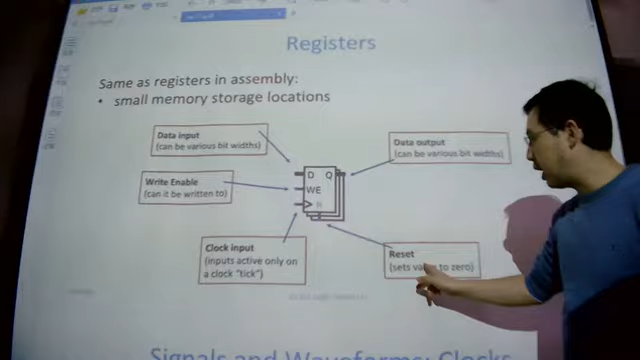 Registers
Same as registers in assembly:
• small memory storage locations
Data input
(can be various bit widths)
Data output
(can be various bit widths)
Write Enable
(can it be written to)
D Q
WE
R
Clock input
(inputs active only on
a clock "tick")
Reset
(sets value to zero)
Signals and Waveforms: Clocks